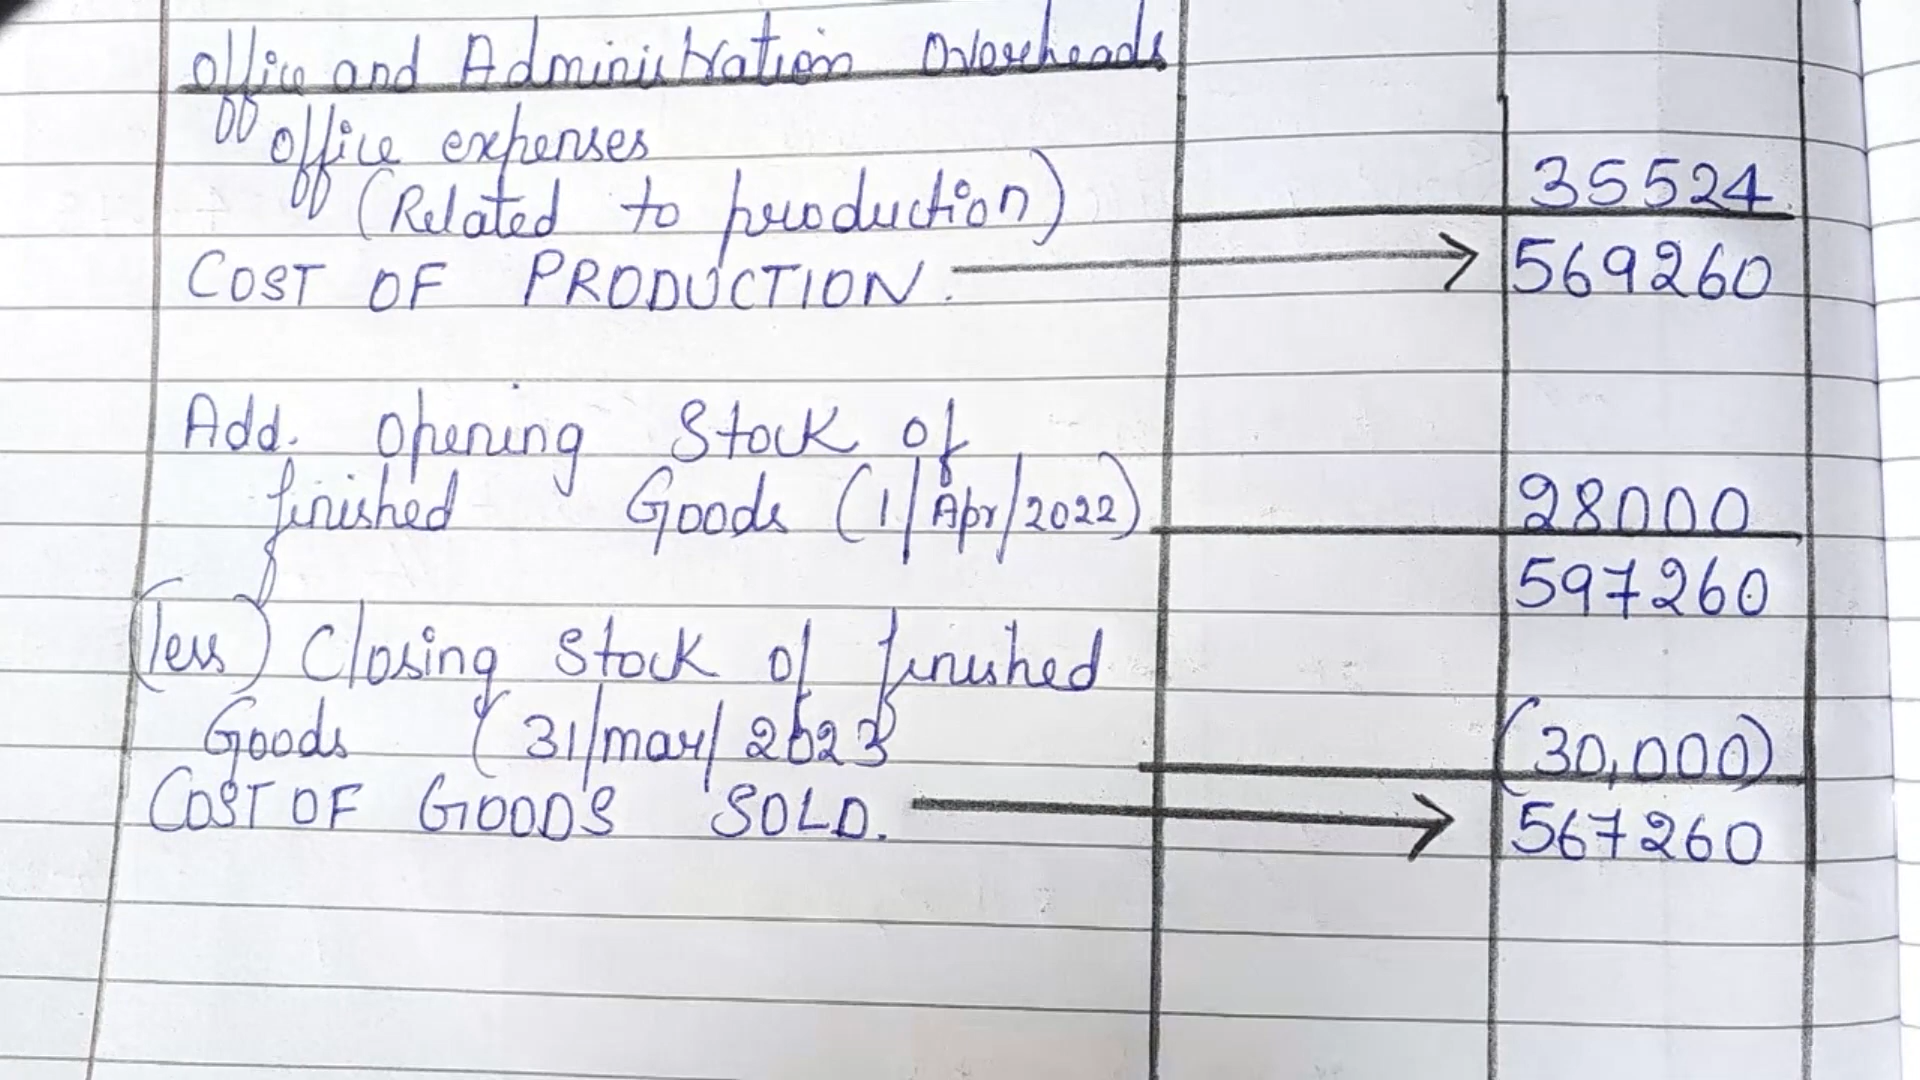 office and Administration Overheads
office expenses
(Related to production) 35524
COST OF PRODUCTION. → 569260
Add. Opening Stock of
finished Goods (1/Apr/2022) 28000
597260
(less) Closing Stock of finished
Goods (31/mar/2023 (30,000)
COST OF GOODS SOLD. → 567260